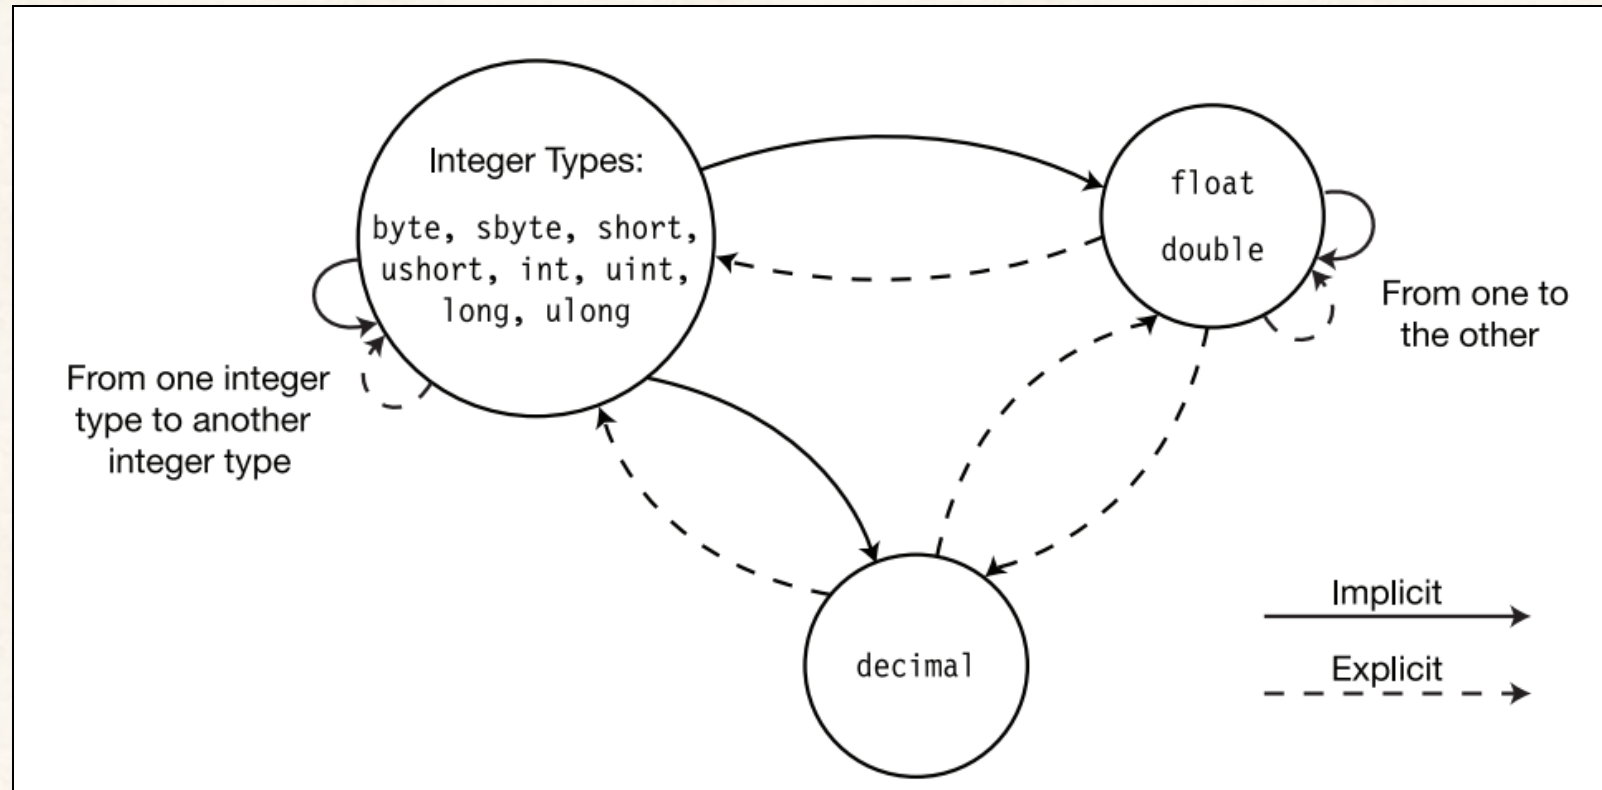 Integer Types:
byte, sbyte, short,
ushort, int, uint,
long, ulong
float
double
From one to
the other
From one integer
type to another
integer type
decimal
Implicit
Explicit